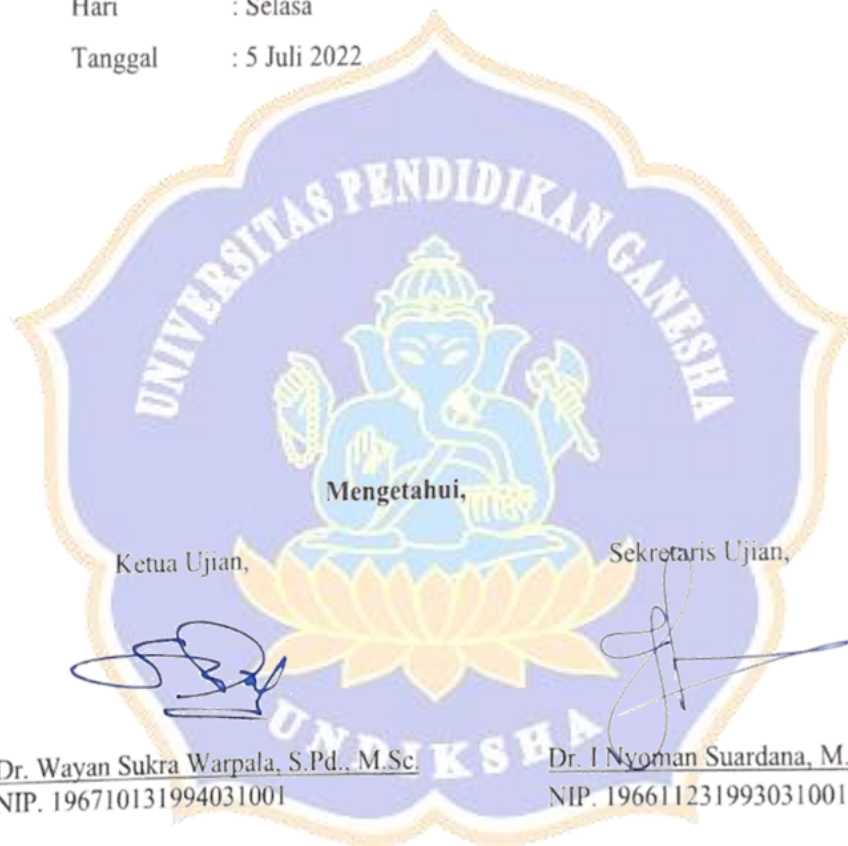 Hari : Selasa
Tanggal : 5 Juli 2022
UNIVERSITAS PENDIDIKAN GANESHA
Mengetahui,
Ketua Ujian,
Sekretaris Ujian,
UNDIKSHA
Dr. Wayan Sukra Warpala, S.Pd., M.Sc.
Dr. I Nyoman Suardana, M.
NIP. 196710131994031001
NIP. 196611231993031001